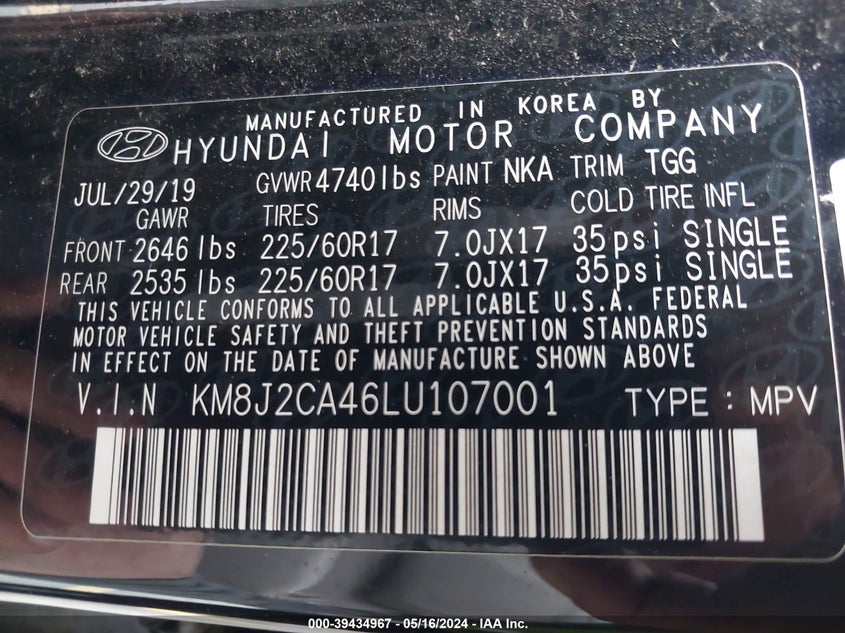 MANUFACTURED IN KOREA BY
HYUNDAI MOTOR COMPANY
JUL/29/19 GVWR 4740lbs PAINT NKA TRIM TGG
GAWR TIRES RIMS COLD TIRE INFL
FRONT 2646 lbs 225/60R17 7.0JX17 35psi SINGLE
REAR 2535 lbs 225/60R17 7.0JX17 35psi SINGLE
THIS VEHICLE CONFORMS TO ALL APPLICABLE U.S.A. FEDERAL
MOTOR VEHICLE SAFETY AND THEFT PREVENTION STANDARDS
IN EFFECT ON THE DATE OF MANUFACTURE SHOWN ABOVE
V.I.N KM8J2CA46LU107001 TYPE : MPV
000-39434967 - 05/16/2024 - IAA Inc.